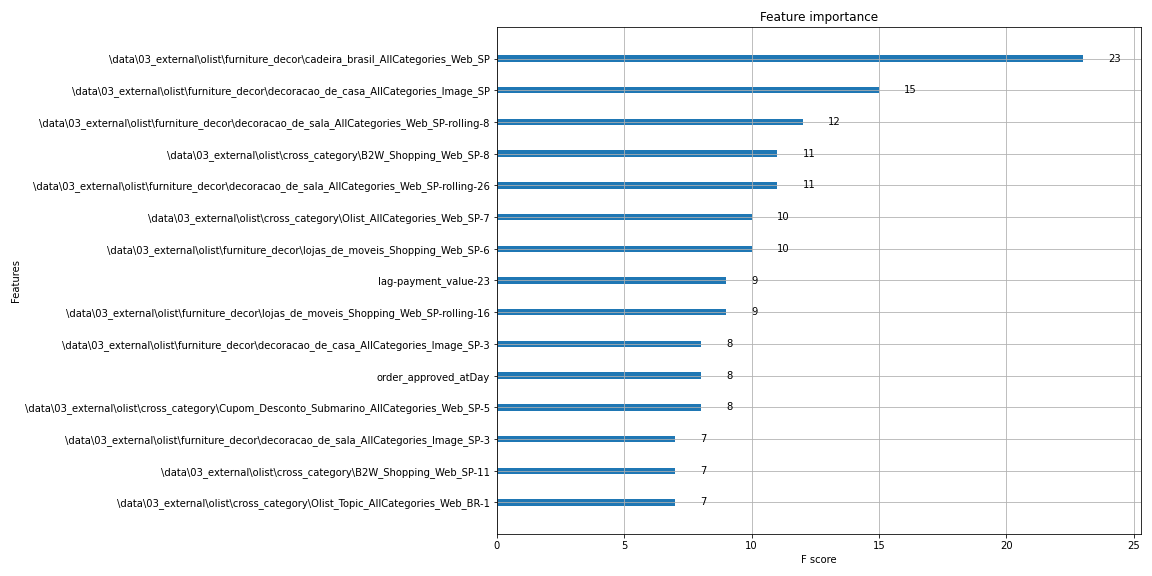 Feature importance
\data\03_external\olist\furniture_decor\cadeira_brasil_AllCategories_Web_SP 23
\data\03_external\olist\furniture_decor\decoracao_de_casa_AllCategories_Image_SP 15
\data\03_external\olist\furniture_decor\decoracao_de_sala_AllCategories_Web_SP-rolling-8 12
\data\03_external\olist\cross_category\B2W_Shopping_Web_SP-8 11
\data\03_external\olist\furniture_decor\decoracao_de_sala_AllCategories_Web_SP-rolling-26 11
\data\03_external\olist\cross_category\Olist_AllCategories_Web_SP-7 10
\data\03_external\olist\furniture_decor\lojas_de_moveis_Shopping_Web_SP-6 10
lag-payment_value-23 9
\data\03_external\olist\furniture_decor\lojas_de_moveis_Shopping_Web_SP-rolling-16 9
\data\03_external\olist\furniture_decor\decoracao_de_casa_AllCategories_Image_SP-3 8
order_approved_atDay 8
\data\03_external\olist\cross_category\Cupom_Desconto_Submarino_AllCategories_Web_SP-5 8
\data\03_external\olist\furniture_decor\decoracao_de_sala_AllCategories_Image_SP-3 7
\data\03_external\olist\cross_category\B2W_Shopping_Web_SP-11 7
\data\03_external\olist\cross_category\Olist_Topic_AllCategories_Web_BR-1 7
Features
0 5 10 15 20 25
F score